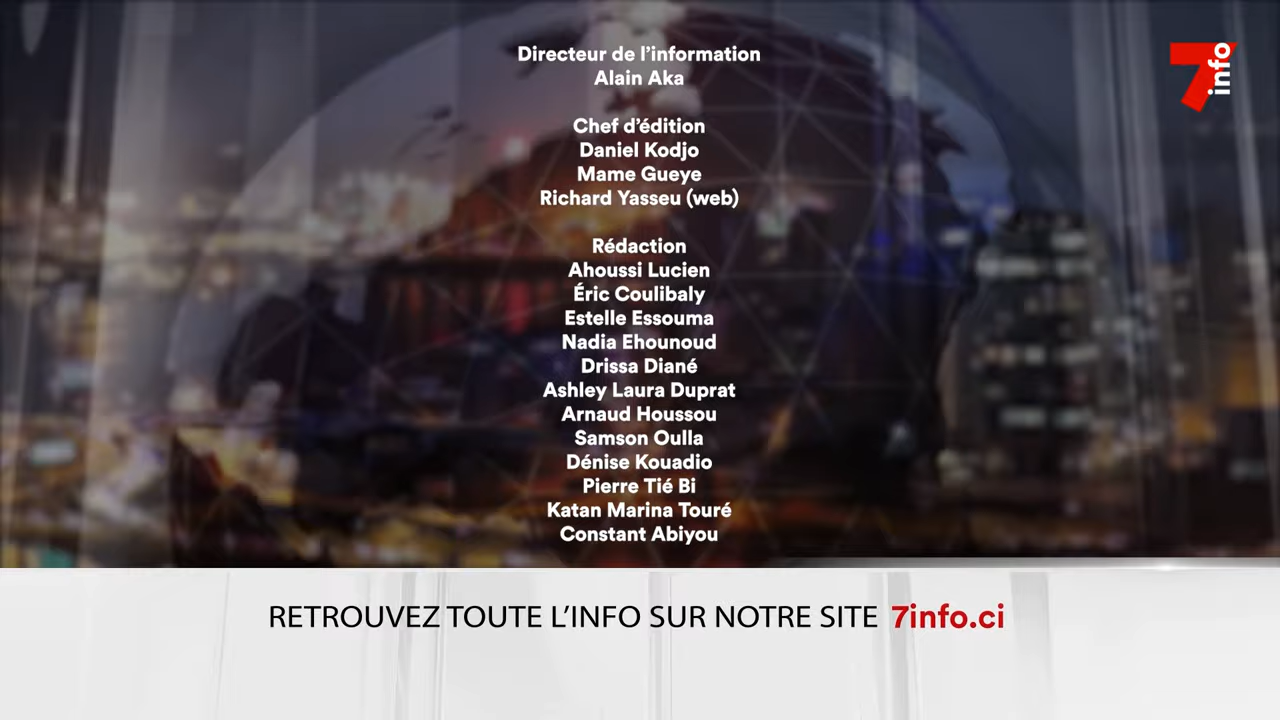 Directeur de l’information
Alain Aka
Chef d’édition
Daniel Kodjo
Mame Gueye
Richard Yasseu (web)
Rédaction
Ahoussi Lucien
Éric Coulibaly
Estelle Essouma
Nadia Ehounoud
Drissa Diané
Ashley Laura Duprat
Arnaud Houssou
Samson Oulla
Dénise Kouadio
Pierre Tié Bi
Katan Marina Touré
Constant Abiyou
7info
RETROUVEZ TOUTE L’INFO SUR NOTRE SITE 7info.ci